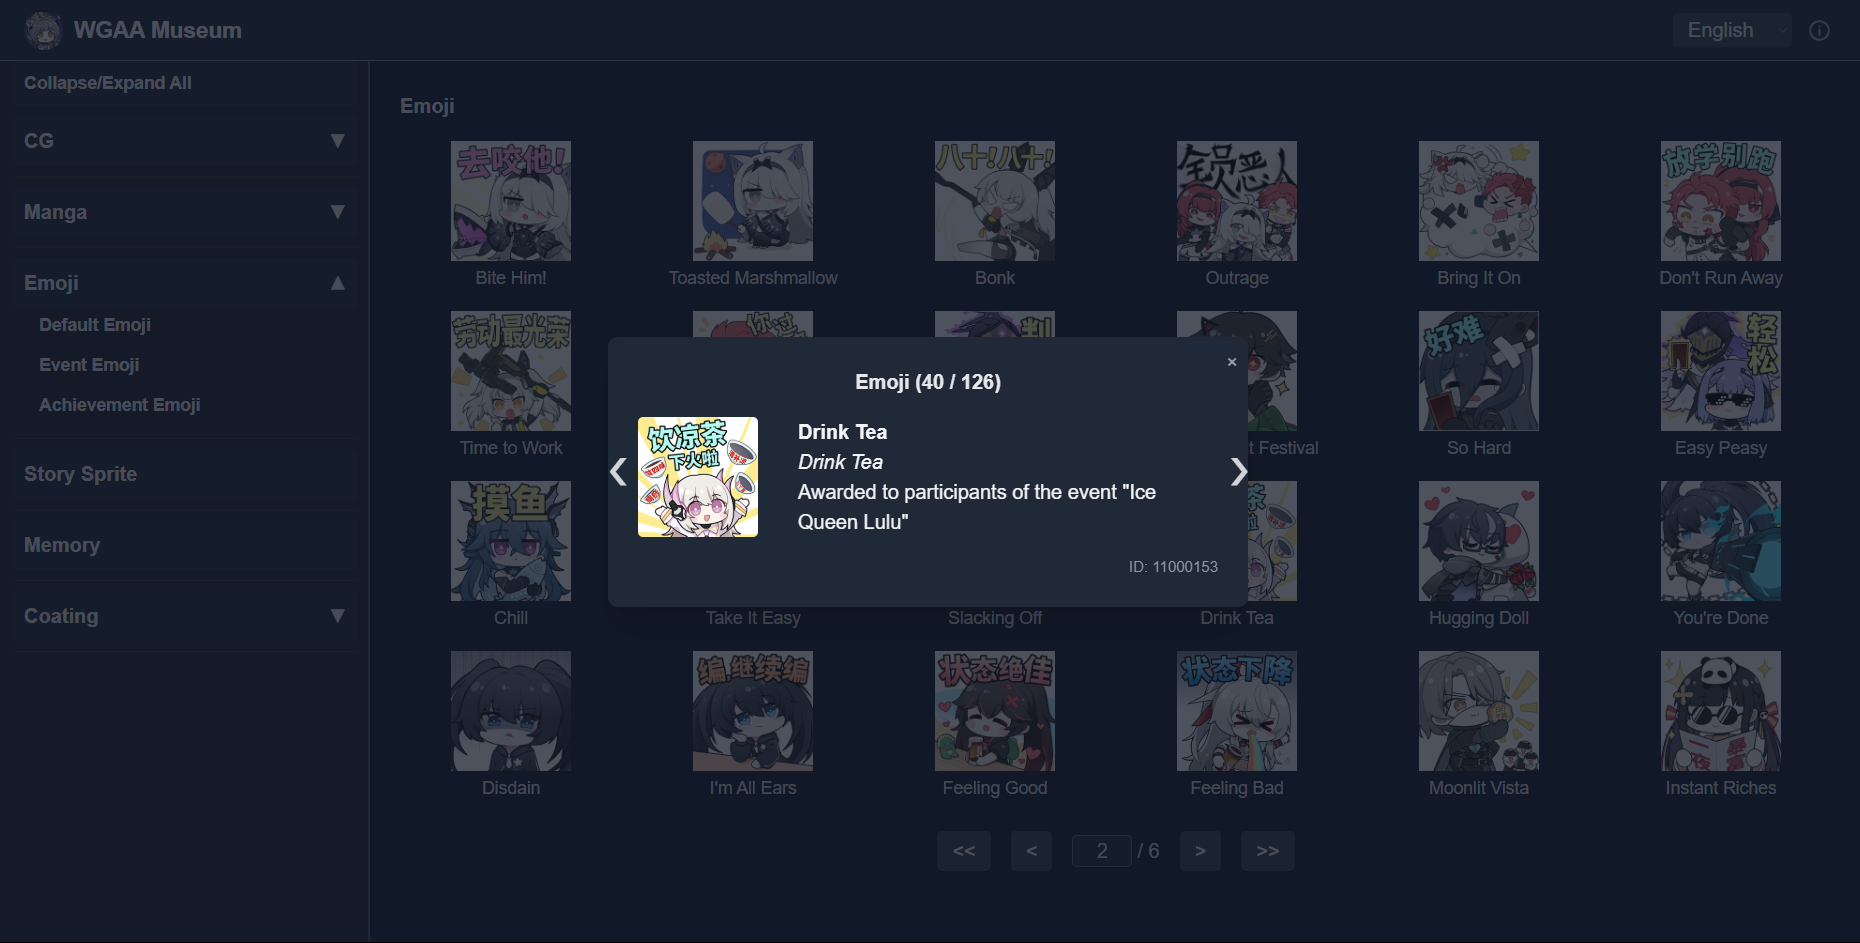 WGAA Museum
English
Collapse/Expand All
CG
Manga
Emoji
Default Emoji
Event Emoji
Achievement Emoji
Story Sprite
Memory
Coating
Emoji
去咬他!
八十!八十!
全员恶人
放学别跑
Bite Him!
Toasted Marshmallow
Bonk
Outrage
Bring It On
Don't Run Away
劳动最光荣
你过
好难
轻松
Time to Work
t Festival
So Hard
Easy Peasy
×
Emoji (40 / 126)
饮凉茶
下火啦
Drink Tea
Drink Tea
Awarded to participants of the event "Ice
Queen Lulu"
ID: 11000153
❮
❯
摸鱼
Chill
Take It Easy
Slacking Off
Drink Tea
Hugging Doll
You're Done
编,继续编
状态绝佳
状态下降
Disdain
I'm All Ears
Feeling Good
Feeling Bad
Moonlit Vista
Instant Riches
<<
<
2
/ 6
>
>>